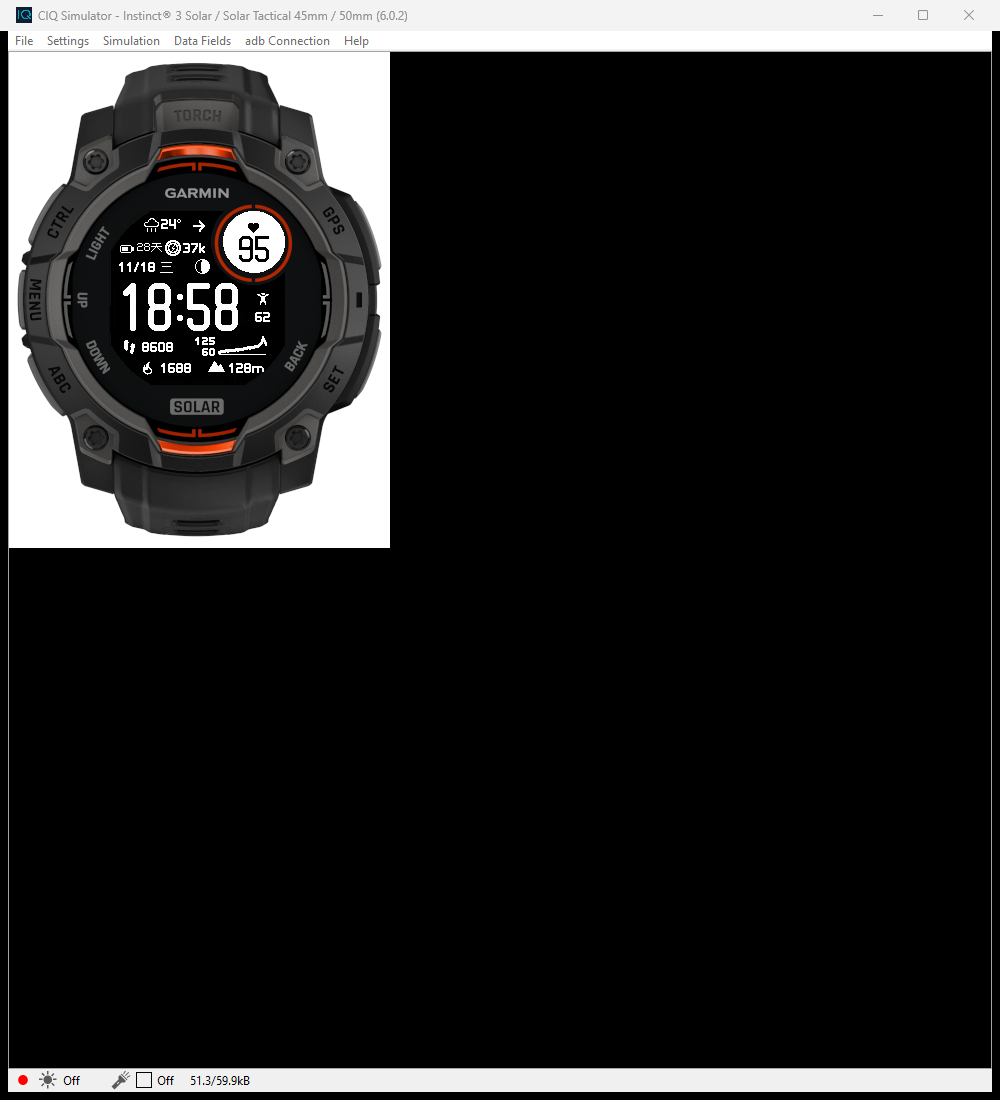 CIQ Simulator - Instinct® 3 Solar / Solar Tactical 45mm / 50mm (6.0.2)
File Settings Simulation Data Fields adb Connection Help
TORCH
GARMIN
CTRL
GPS
LIGHT
24°
95
28天 37k
11/18 三
MENU
UP
18:58
62
8608
125
60
DOWN
BACK
1688
128m
ABC
SET
SOLAR
Off Off 51.3/59.9kB